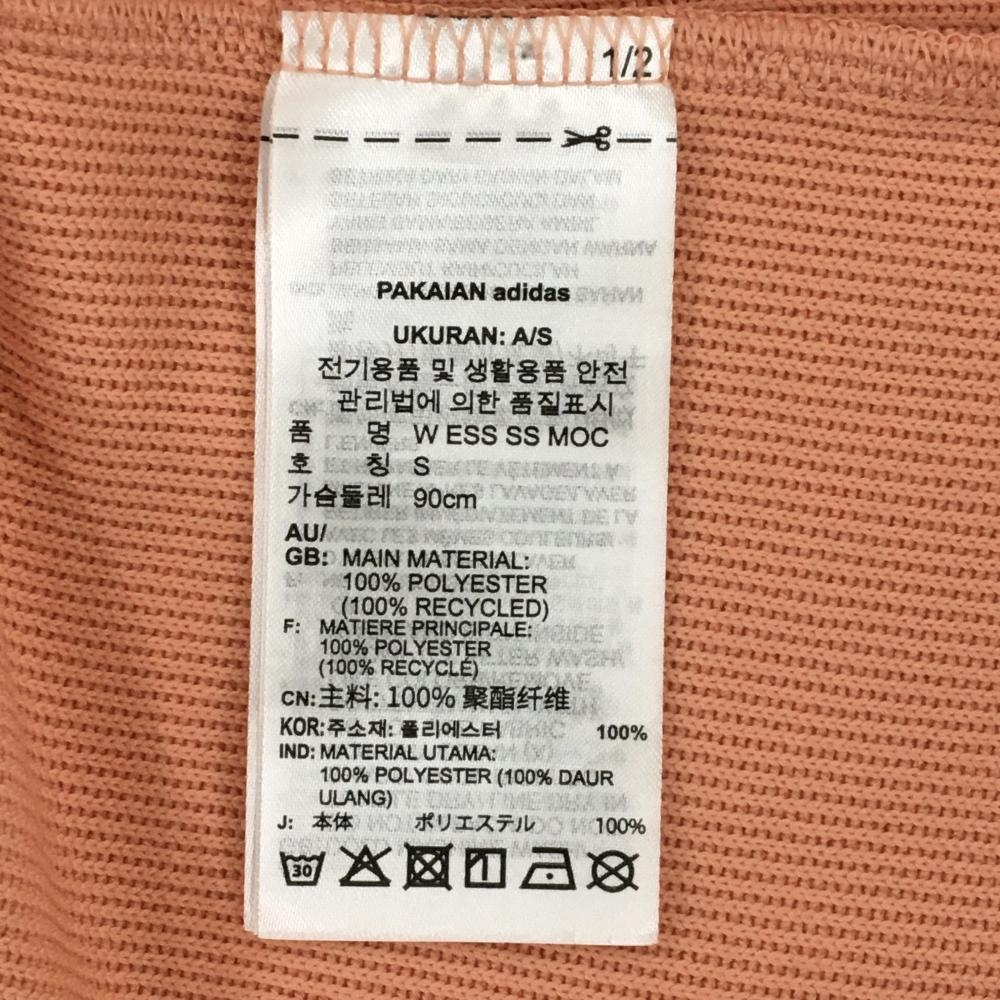 1/2
PAKAIAN adidas
UKURAN: A/S
전기용품 및 생활용품 안전
관리법에 의한 품질표시
품 명 W ESS SS MOC
호 칭 S
가슴둘레 90cm
AU/
GB: MAIN MATERIAL:
100% POLYESTER
(100% RECYCLED)
F: MATIERE PRINCIPALE:
100% POLYESTER
(100% RECYCLÉ)
CN: 主料: 100% 聚酯纤维
KOR: 주소재: 폴리에스터 100%
IND: MATERIAL UTAMA:
100% POLYESTER (100% DAUR
ULANG)
J: 本体 ポリエステル 100%
30